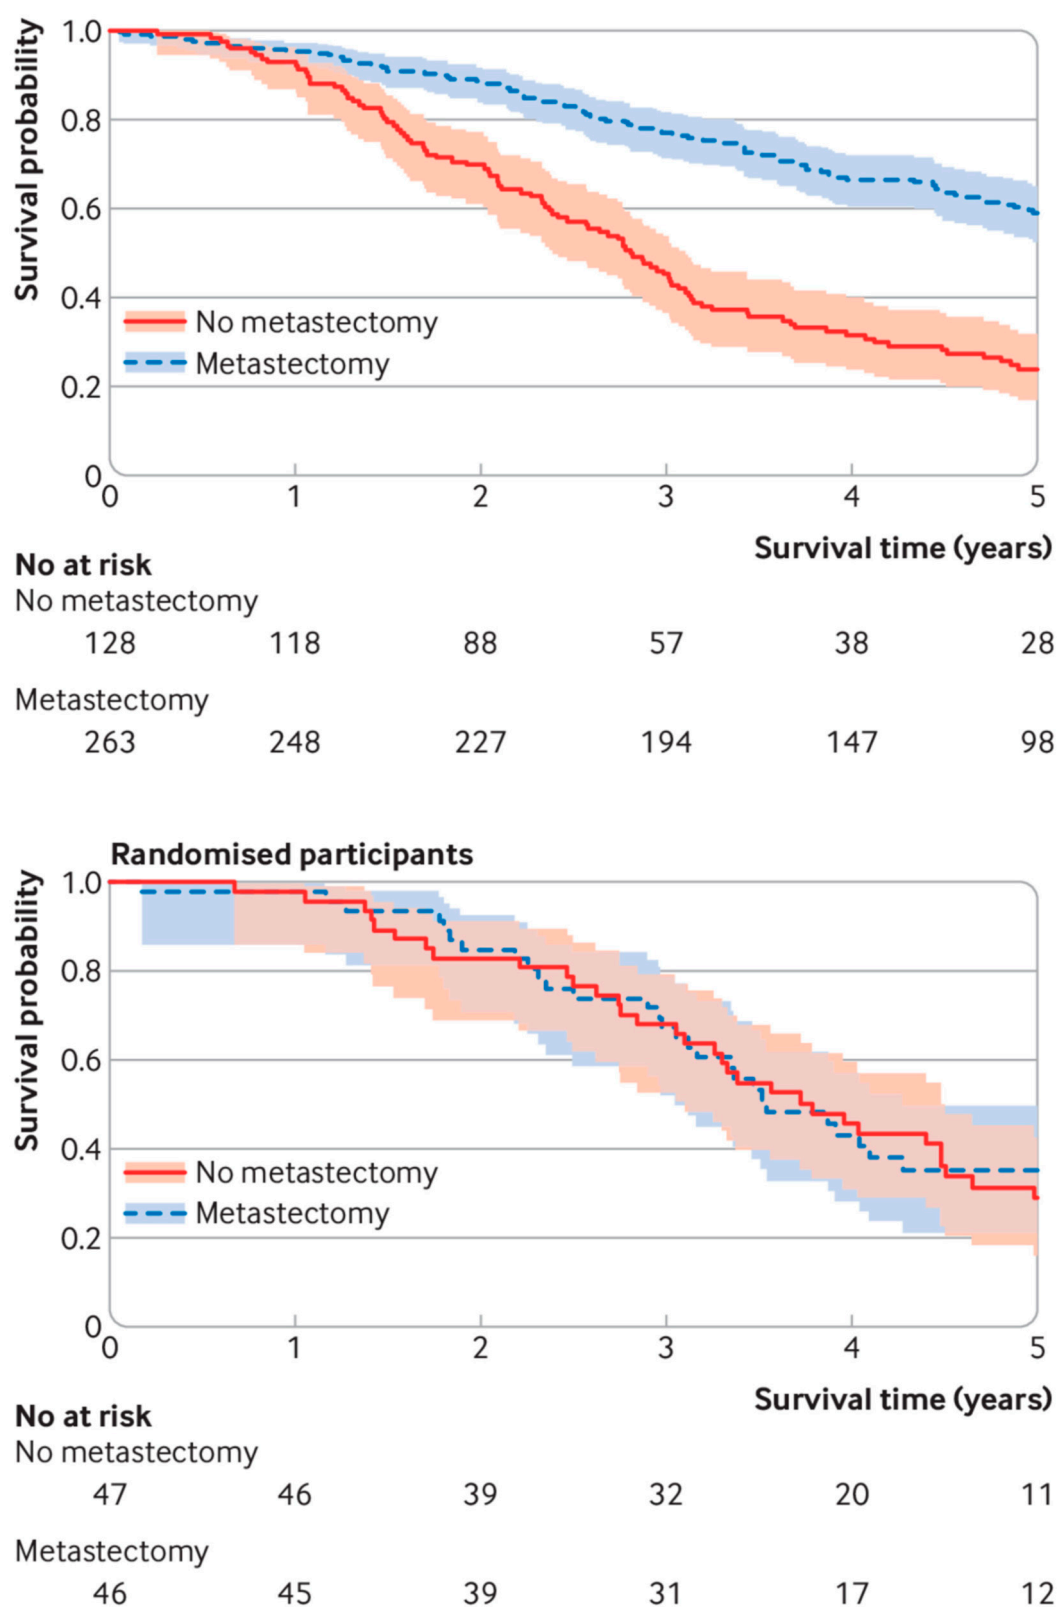 Survival probability
1.0
0.8
0.6
0.4
0.2
0
No metastectomy
Metastectomy
0 1 2 3 4 5
Survival time (years)
No at risk
No metastectomy
128 118 88 57 38 28
Metastectomy
263 248 227 194 147 98
Randomised participants
Survival probability
1.0
0.8
0.6
0.4
0.2
0
No metastectomy
Metastectomy
0 1 2 3 4 5
Survival time (years)
No at risk
No metastectomy
47 46 39 32 20 11
Metastectomy
46 45 39 31 17 12